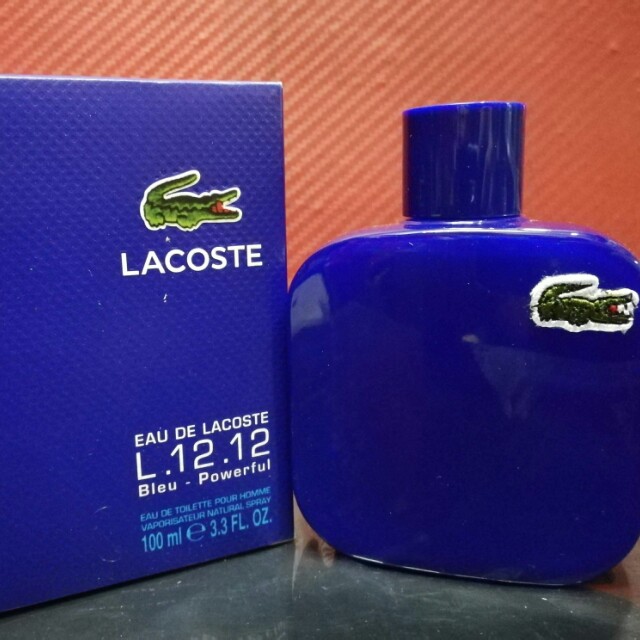 LACOSTE
EAU DE LACOSTE
L.12.12
Bleu - Powerful
EAU DE TOILETTE POUR HOMME
VAPORISATEUR NATURAL SPRAY
100 ml e 3.3 FL. OZ.